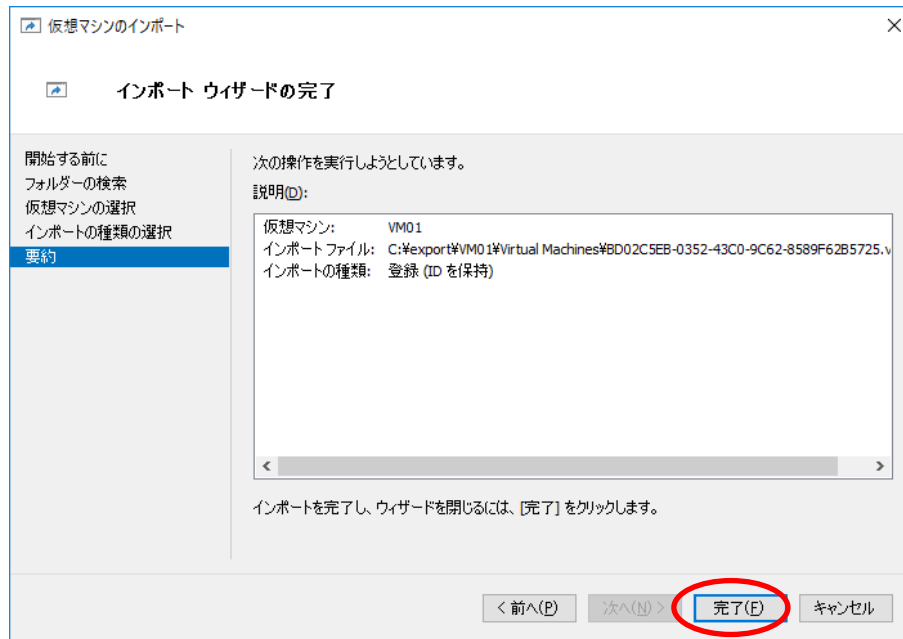 仮想マシンのインポート
インポート ウィザードの完了
開始する前に
フォルダーの検索
仮想マシンの選択
インポートの種類の選択
要約
次の操作を実行しようとしています。
説明(D):
仮想マシン: VM01
インポート ファイル: C:¥export¥VM01¥Virtual Machines¥BD02C5EB-0352-43C0-9C62-8589F62B5725.v
インポートの種類: 登録 (ID を保持)
インポートを完了し、ウィザードを閉じるには、[完了] をクリックします。
< 前へ(P) 次へ(N) > 完了(F) キャンセル